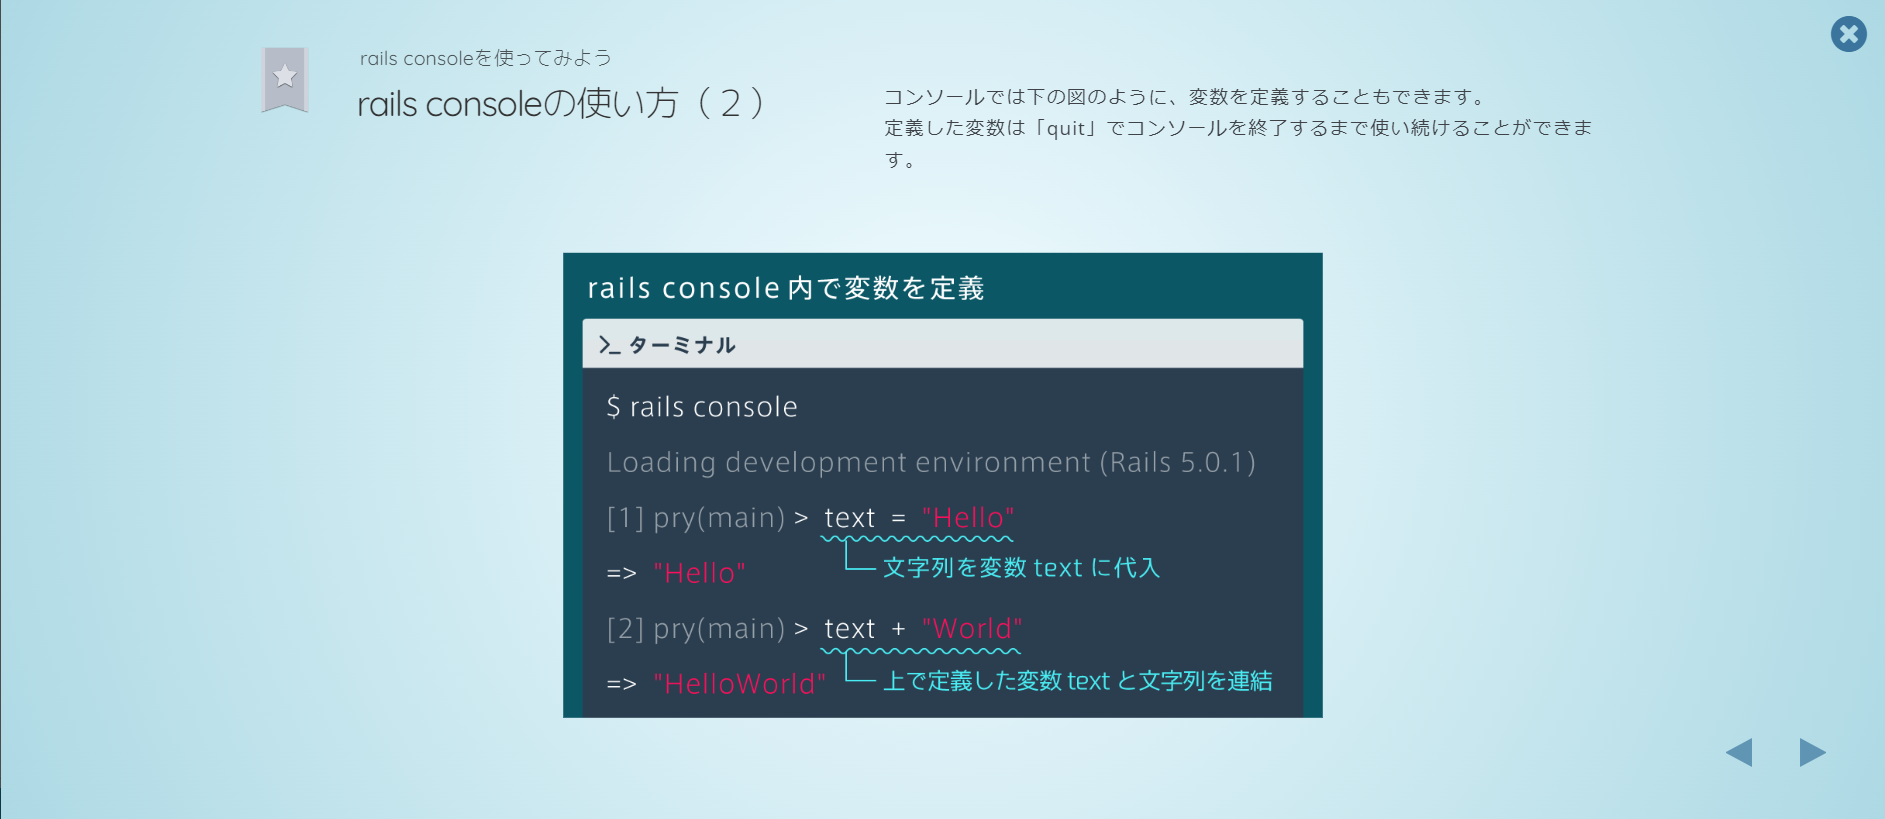 rails consoleを使ってみよう
rails consoleの使い方（２）
コンソールでは下の図のように、変数を定義することもできます。
定義した変数は「quit」でコンソールを終了するまで使い続けることができま
す。
rails console 内で変数を定義
>_ ターミナル
$ rails console
Loading development environment (Rails 5.0.1)
[1] pry(main) > text = "Hello"
文字列を変数 text に代入
=> "Hello"
[2] pry(main) > text + "World"
上で定義した変数 text と文字列を連結
=> "HelloWorld"